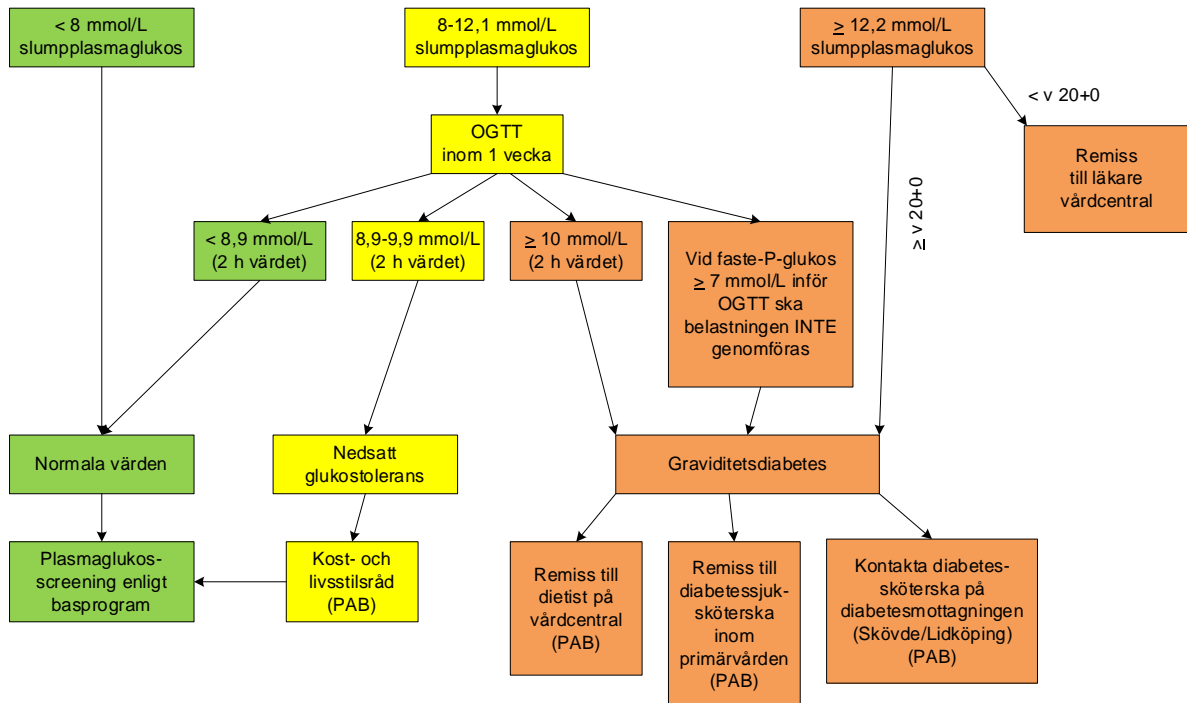 < 8 mmol/L
slumpplasmaglukos
8-12,1 mmol/L
slumpplasmaglukos
≥ 12,2 mmol/L
slumpplasmaglukos
< v 20+0
OGTT
inom 1 vecka
Remiss
till läkare
vårdcentral
≥ v 20+0
< 8,9 mmol/L
(2 h värdet)
8,9-9,9 mmol/L
(2 h värdet)
≥ 10 mmol/L
(2 h värdet)
Vid faste-P-glukos
≥ 7 mmol/L inför
OGTT ska
belastningen INTE
genomföras
Normala värden
Nedsatt
glukostolerans
Graviditetsdiabetes
Plasmaglukos-
screening enligt
basprogram
Kost- och
livsstilsråd
(PAB)
Remiss till
dietist på
vårdcentral
(PAB)
Remiss till
diabetessjuk-
sköterska
inom
primärvården
(PAB)
Kontakta diabetes-
sköterska på
diabetesmottagningen
(Skövde/Lidköping)
(PAB)